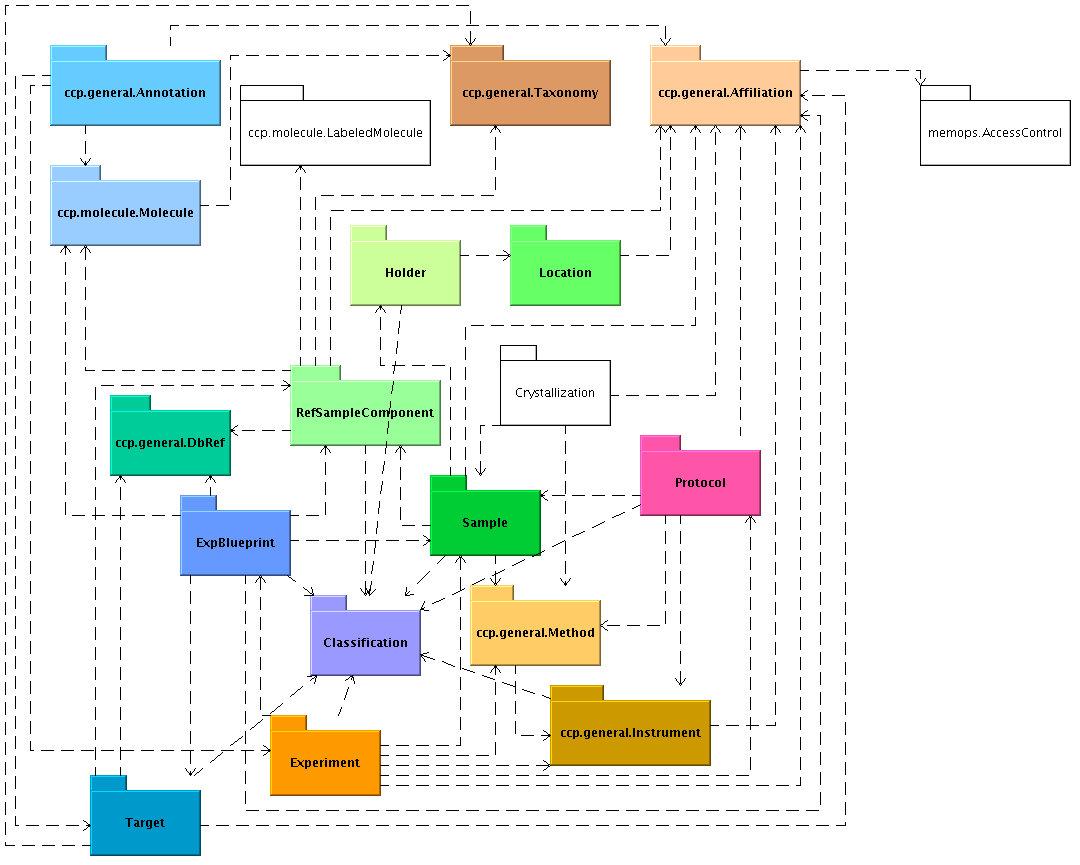 ccp.general.Annotation
ccp.general.Taxonomy
ccp.general.Affiliation
ccp.molecule.LabeledMolecule
memops.AccessControl
ccp.molecule.Molecule
Holder
Location
Crystallization
RefSampleComponent
ccp.general.DbRef
Protocol
Sample
ExpBlueprint
ccp.general.Method
Classification
ccp.general.Instrument
Experiment
Target